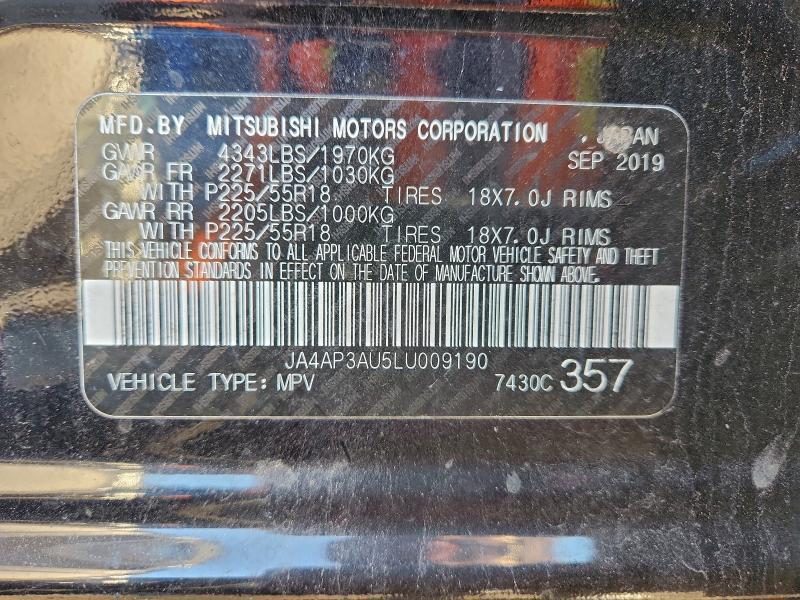 MFD.BY MITSUBISHI MOTORS CORPORATION , JAPAN
GVWR 4343LBS/1970KG SEP 2019
GAWR FR 2271LBS/1030KG
WITH P225/55R18 TIRES 18X7.0J RIMS
GAWR RR 2205LBS/1000KG
WITH P225/55R18 TIRES 18X7.0J RIMS
THIS VEHICLE CONFORMS TO ALL APPLICABLE FEDERAL MOTOR VEHICLE SAFETY AND THEFT
PREVENTION STANDARDS IN EFFECT ON THE DATE OF MANUFACTURE SHOWN ABOVE.
JA4AP3AU5LU009190
VEHICLE TYPE: MPV 7430C 357